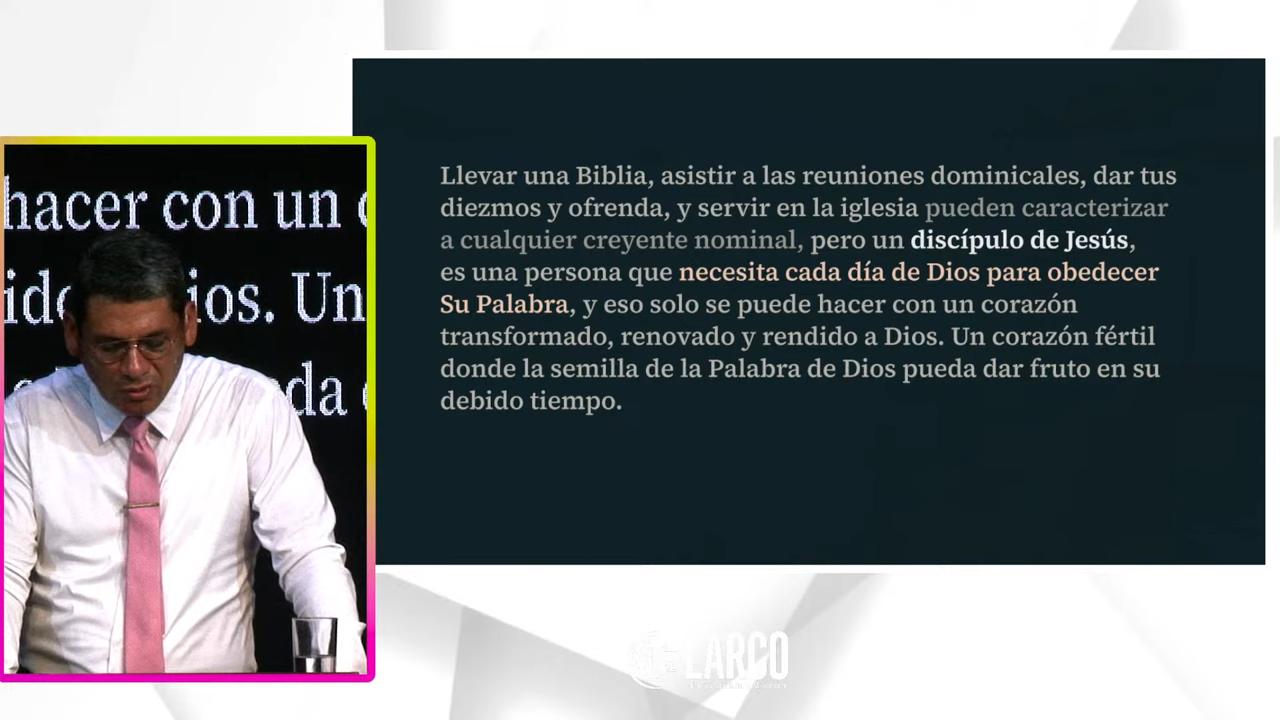 hacer con un
ios. Un
Llevar una Biblia, asistir a las reuniones dominicales, dar tus
diezmos y ofrenda, y servir en la iglesia pueden caracterizar
a cualquier creyente nominal, pero un discípulo de Jesús,
es una persona que necesita cada día de Dios para obedecer
Su Palabra, y eso solo se puede hacer con un corazón
transformado, renovado y rendido a Dios. Un corazón fértil
donde la semilla de la Palabra de Dios pueda dar fruto en su
debido tiempo.
LARCO